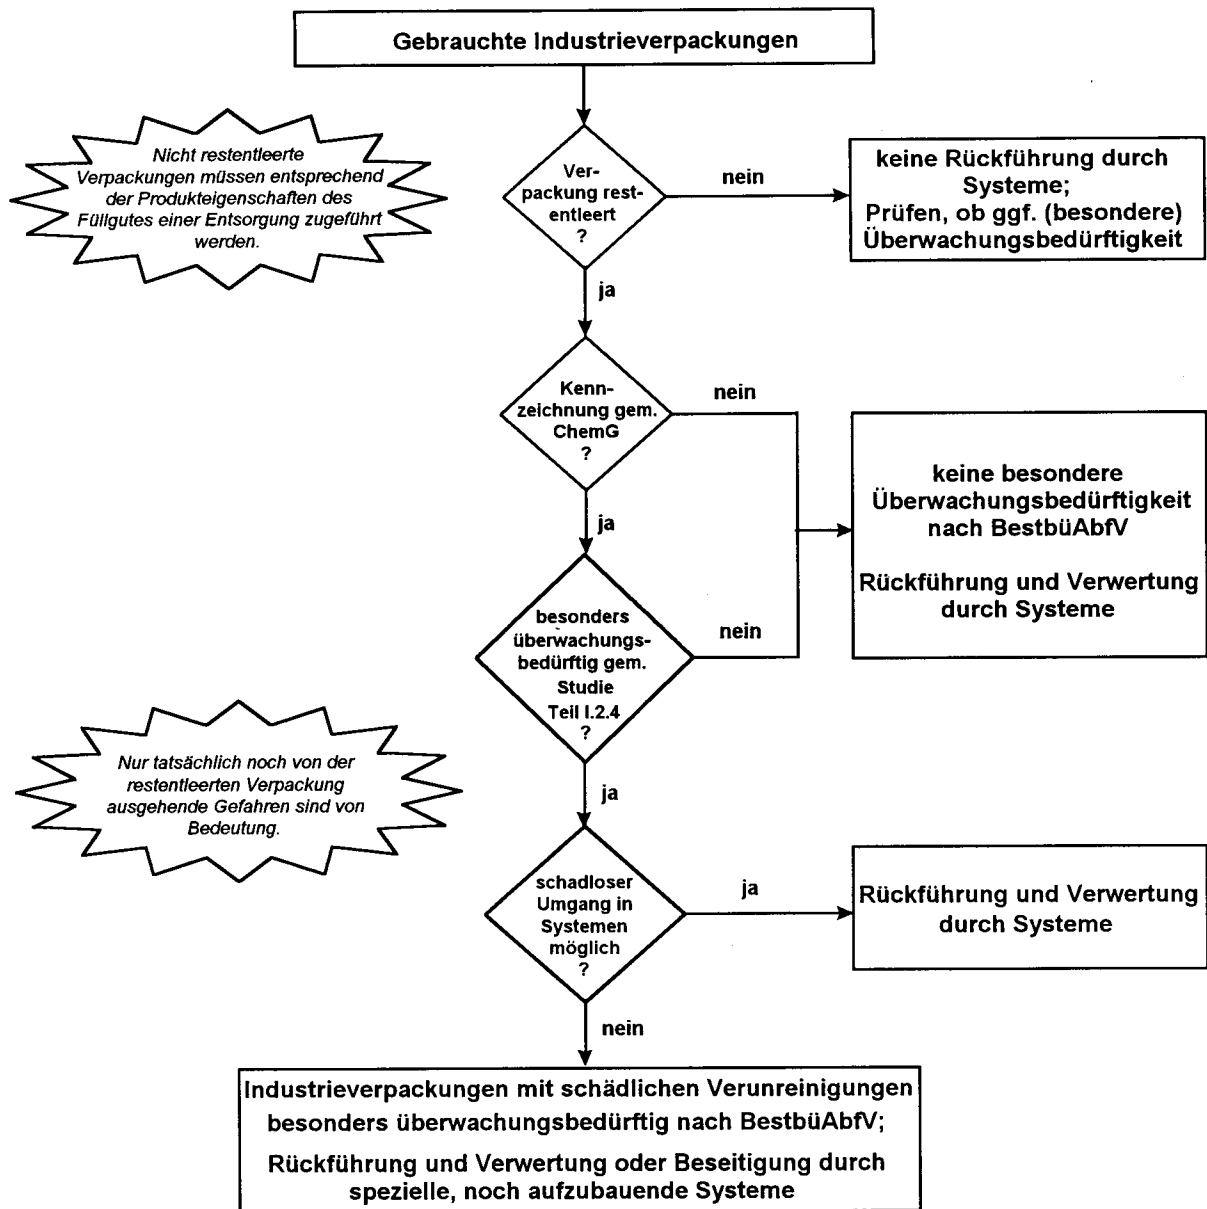 Gebrauchte Industrieverpackungen
Nicht restentleerte
Verpackungen müssen entsprechend
der Produkteigenschaften des
Füllgutes einer Entsorgung zugeführt
werden.
Ver-
packung rest-
entleert
?
nein
keine Rückführung durch
Systeme;
Prüfen, ob ggf. (besondere)
Überwachungsbedürftigkeit
ja
Kenn-
zeichnung gem.
ChemG
?
nein
ja
keine besondere
Überwachungsbedürftigkeit
nach BestbüAbfV
Rückführung und Verwertung
durch Systeme
besonders
überwachungs-
bedürftig gem.
Studie
Teil I.2.4
?
nein
ja
Nur tatsächlich noch von der
restentleerten Verpackung
ausgehende Gefahren sind von
Bedeutung.
schadloser
Umgang in
Systemen
möglich
?
ja
Rückführung und Verwertung
durch Systeme
nein
Industrieverpackungen mit schädlichen Verunreinigungen
besonders überwachungsbedürftig nach BestbüAbfV;
Rückführung und Verwertung oder Beseitigung durch
spezielle, noch aufzubauende Systeme